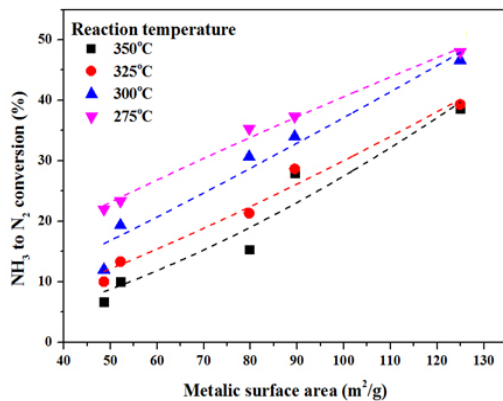 Reaction temperature
350°C
325°C
300°C
275°C
NH₃ to N₂ conversion (%)
50
40
30
20
10
0
40 50 60 70 80 90 100 110 120 130
Metalic surface area (m²/g)